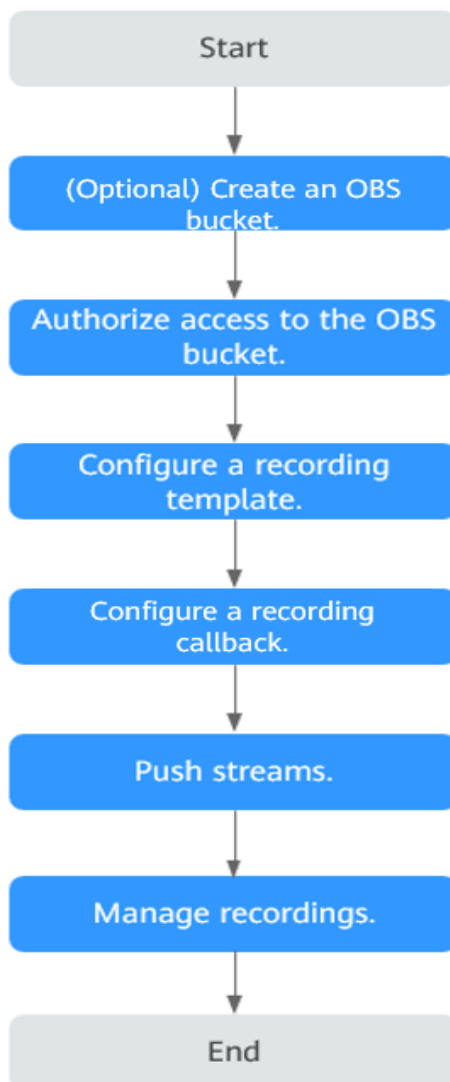 Start
(Optional) Create an OBS
bucket.
Authorize access to the OBS
bucket.
Configure a recording
template.
Configure a recording
callback.
Push streams.
Manage recordings.
End